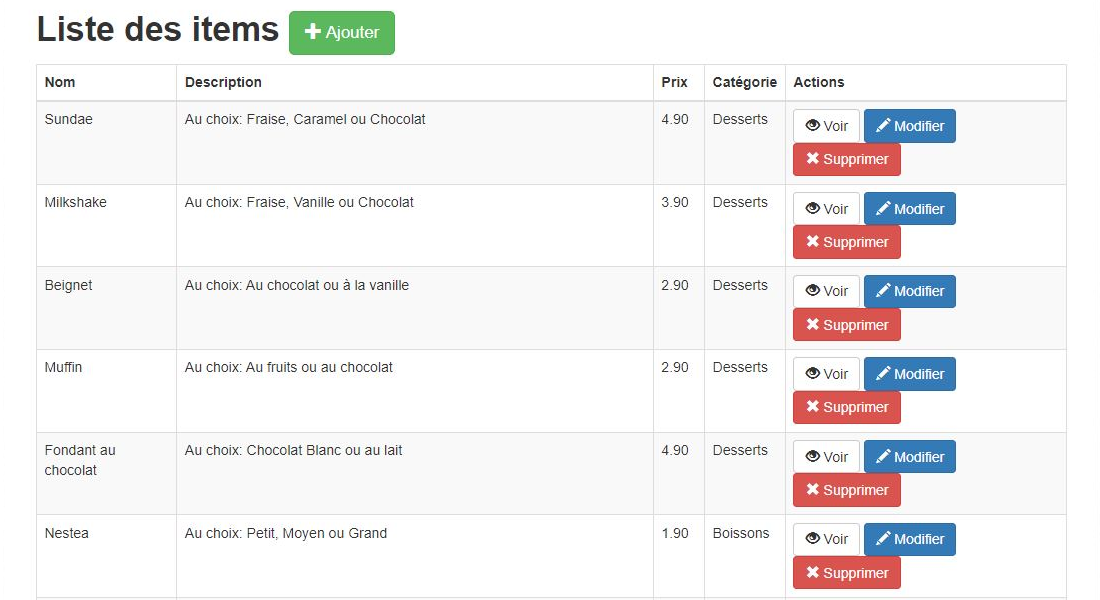 Liste des items Ajouter
Nom Description Prix Catégorie Actions
Sundae Au choix: Fraise, Caramel ou Chocolat 4.90 Desserts Voir Modifier
Supprimer
Milkshake Au choix: Fraise, Vanille ou Chocolat 3.90 Desserts Voir Modifier
Supprimer
Beignet Au choix: Au chocolat ou à la vanille 2.90 Desserts Voir Modifier
Supprimer
Muffin Au choix: Au fruits ou au chocolat 2.90 Desserts Voir Modifier
Supprimer
Fondant au Au choix: Chocolat Blanc ou au lait 4.90 Desserts Voir Modifier
chocolat
Supprimer
Nestea Au choix: Petit, Moyen ou Grand 1.90 Boissons Voir Modifier
Supprimer